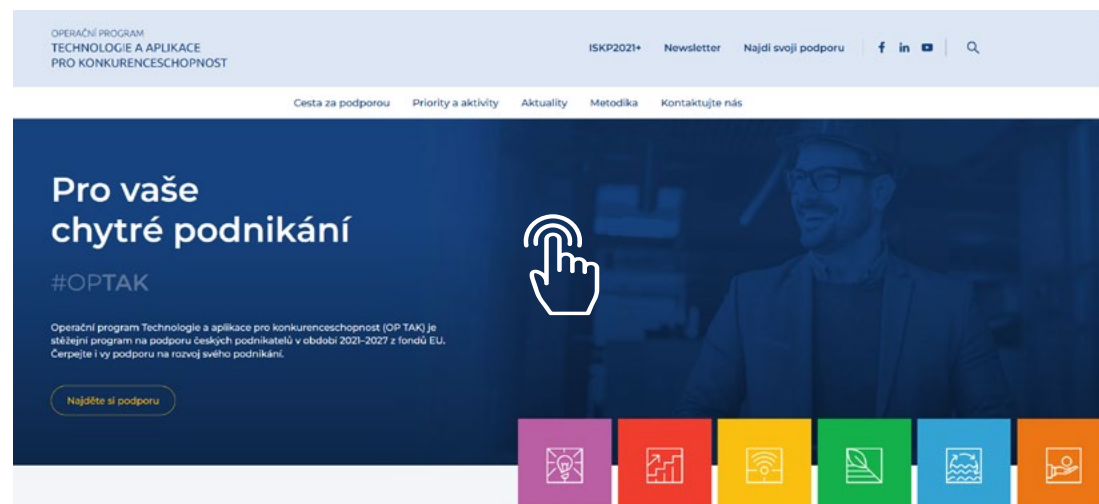 OPERAČNÍ PROGRAM
TECHNOLOGIE A APLIKACE
PRO KONKURENCESCHOPNOST
ISKP2021+ Newsletter Najdi svoji podporu
Cesta za podporou Priority a aktivity Aktuality Metodika Kontaktujte nás
Pro vaše
chytré podnikání
#OPTAK
Operační program Technologie a aplikace pro konkurenceschopnost (OP TAK) je
stěžejní program na podporu českých podnikatelů v období 2021–2027 z fondů EU.
Čerpejte i vy podporu na rozvoj svého podnikání.
Najděte si podporu